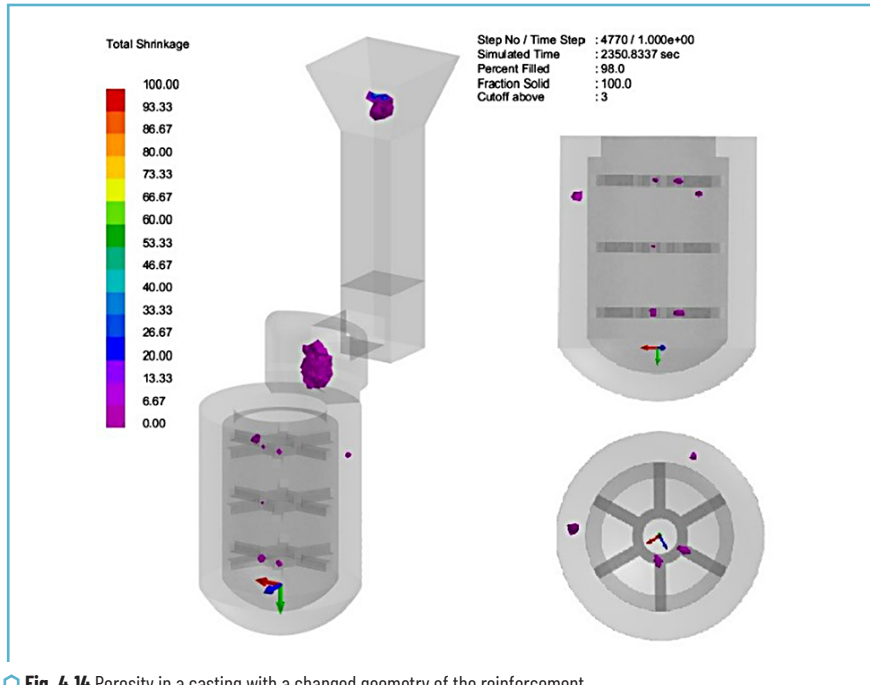 Total Shrinkage
100.00
93.33
86.67
80.00
73.33
66.67
60.00
53.33
46.67
40.00
33.33
26.67
20.00
13.33
6.67
0.00
Step No / Time Step : 4770 / 1.000e+00
Simulated Time : 2350.8337 sec
Percent Filled : 98.0
Fraction Solid : 100.0
Cutoff above : 3
Fig. 4.14 Porosity in a casting with a changed geometry of the reinforcement